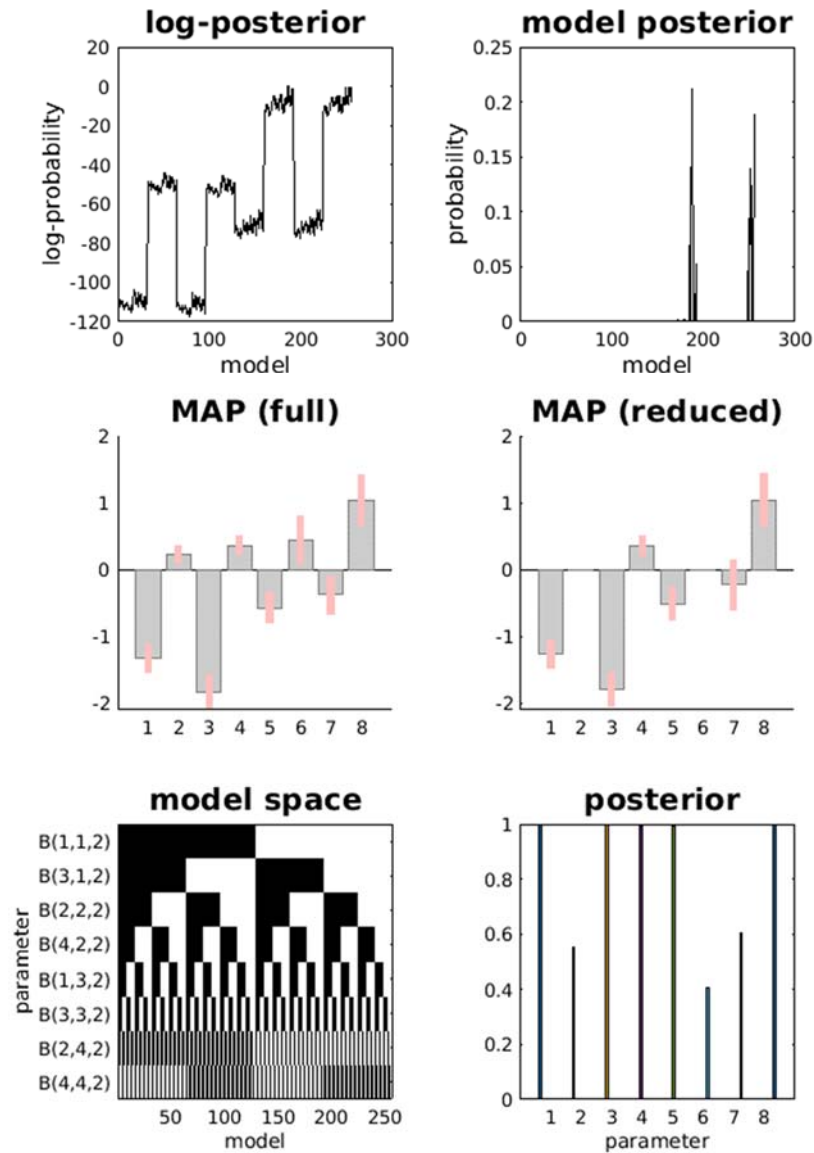 log-posterior
20
0
-20
-40
-60
-80
-100
-120
log-probability
0 100 200 300
model
model posterior
0.25
0.2
0.15
0.1
0.05
0
probability
0 100 200 300
model
MAP (full)
2
1
0
-1
-2
1 2 3 4 5 6 7 8
MAP (reduced)
2
1
0
-1
-2
1 2 3 4 5 6 7 8
model space
parameter
B(1,1,2)
B(3,1,2)
B(2,2,2)
B(4,2,2)
B(1,3,2)
B(3,3,2)
B(2,4,2)
B(4,4,2)
50 100 150 200 250
model
posterior
1
0.8
0.6
0.4
0.2
0
1 2 3 4 5 6 7 8
parameter